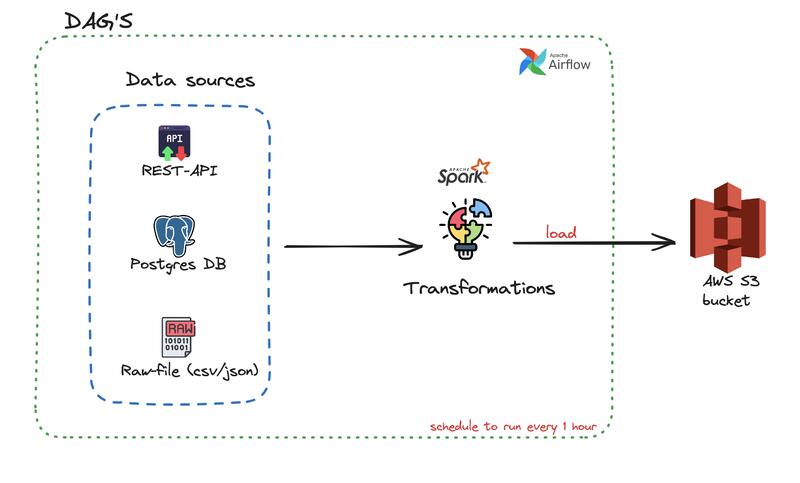 DAG'S
Apache
Airflow
Data sources
API
REST-API
Postgres DB
RAW
101011
01001
Raw-file (csv/json)
APACHE
Spark
Transformations
load
AWS S3
bucket
schedule to run every 1 hour